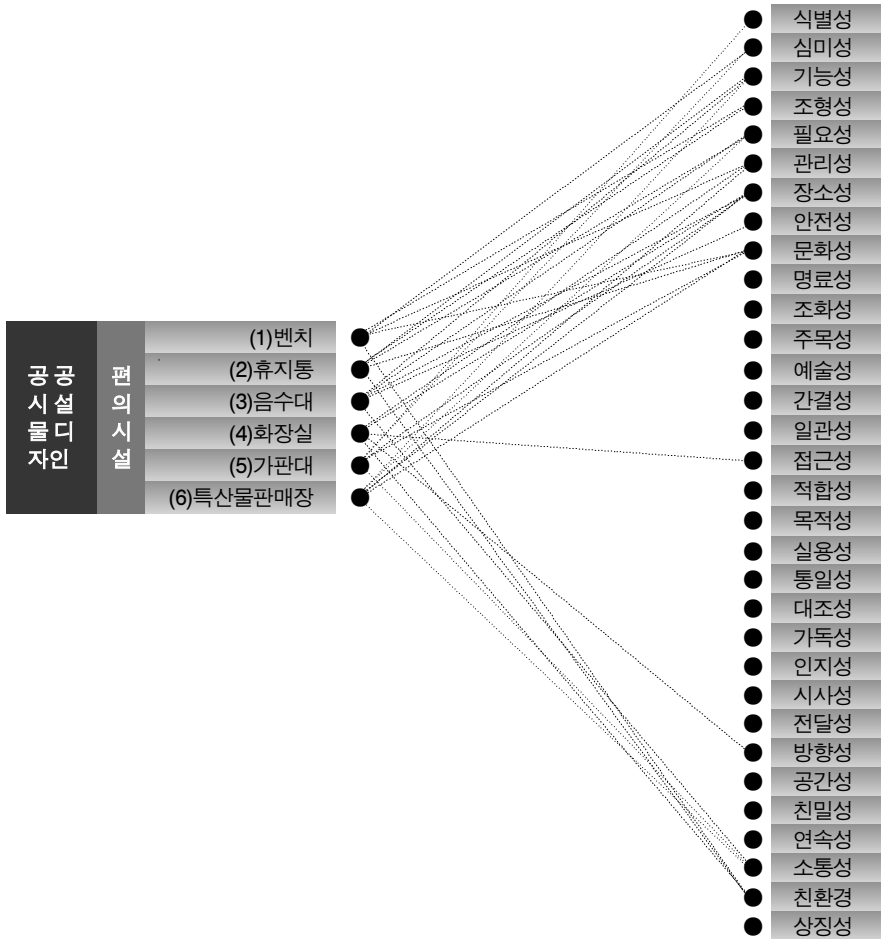 공공
시설
물디
자인
편
의
시
설
(1)벤치
(2)휴지통
(3)음수대
(4)화장실
(5)가판대
(6)특산물판매장
식별성
심미성
기능성
조형성
필요성
관리성
장소성
안전성
문화성
명료성
조화성
주목성
예술성
간결성
일관성
접근성
적합성
목적성
실용성
통일성
대조성
가독성
인지성
시사성
전달성
방향성
공간성
친밀성
연속성
소통성
친환경
상징성